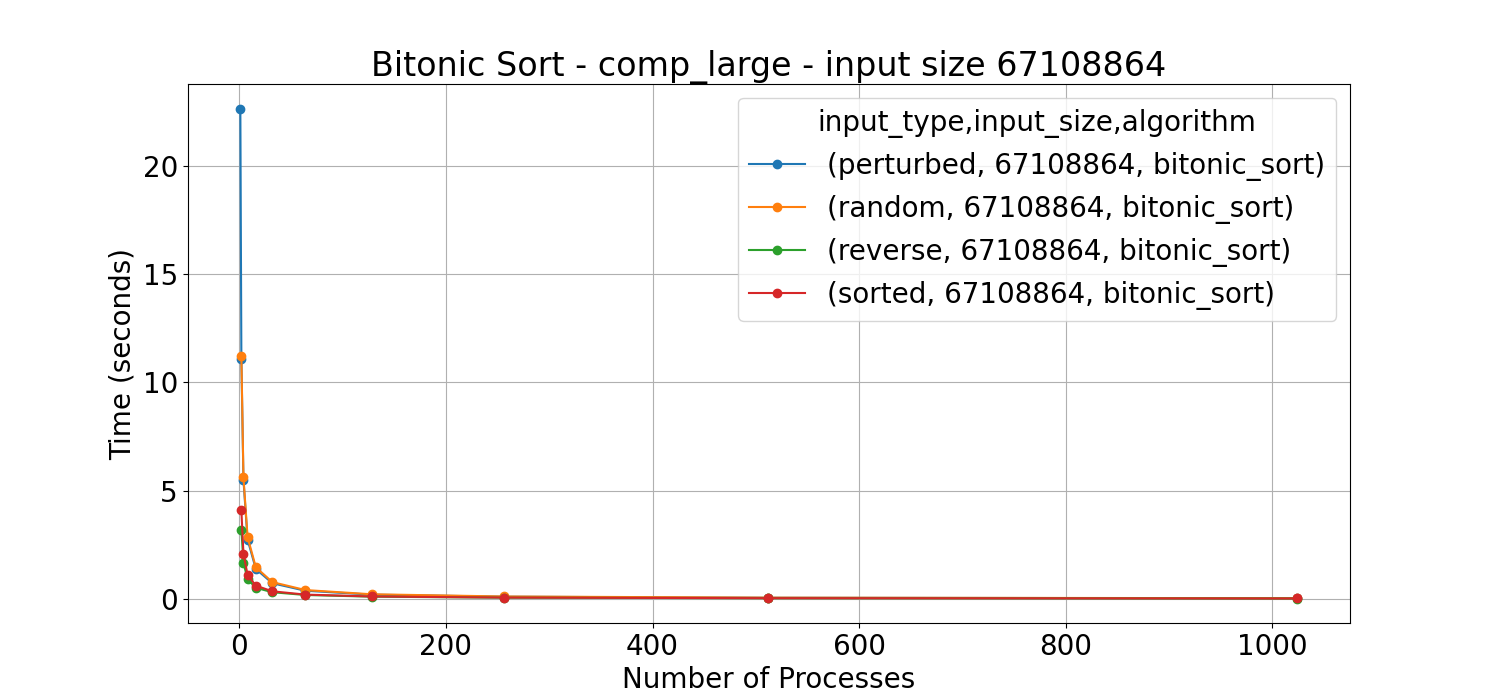 Bitonic Sort - comp_large - input size 67108864
input_type,input_size,algorithm
(perturbed, 67108864, bitonic_sort)
(random, 67108864, bitonic_sort)
(reverse, 67108864, bitonic_sort)
(sorted, 67108864, bitonic_sort)
Time (seconds)
20
15
10
5
0
0 200 400 600 800 1000
Number of Processes